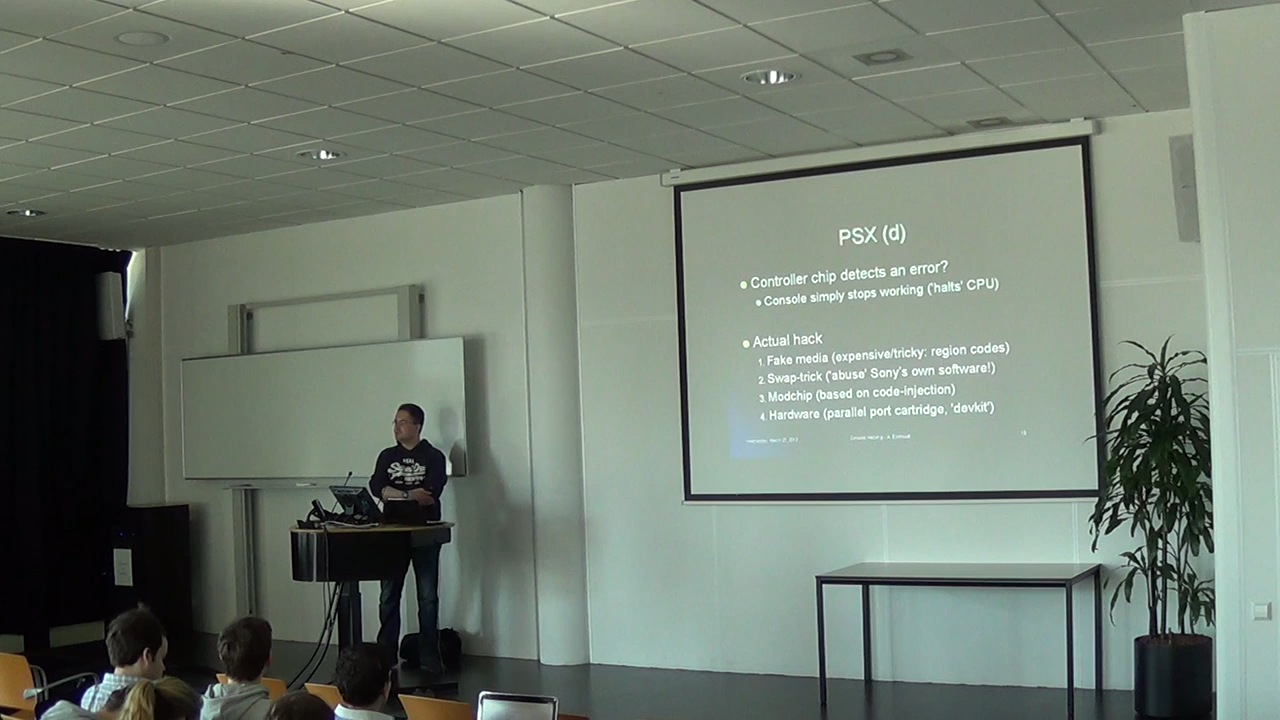 PSX (d)
Controller chip detects an error?
Console simply stops working ('halts' CPU)
Actual hack
1. Fake media (expensive/tricky: region codes)
2. Swap-trick ('abuse' Sony's own software!)
3. Modchip (based on code-injection)
4. Hardware (parallel port cartridge, 'devkit')